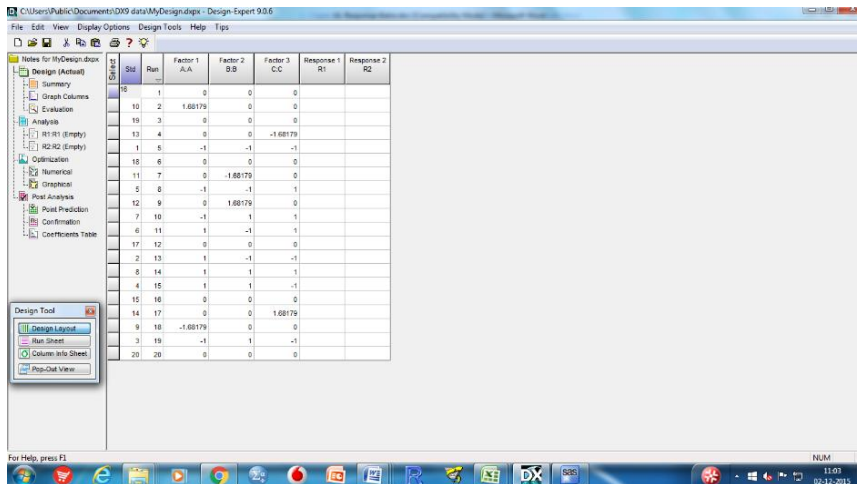 C:\Users\Public\Documents\DX9 data\MyDesign.dxpx - Design-Expert 9.0.6
File Edit View Display Options Design Tools Help Tips
Notes for MyDesign.dxpx
Design (Actual)
Summary
Graph Columns
Evaluation
Analysis
R1:R1 (Empty)
R2:R2 (Empty)
Optimization
Numerical
Graphical
Post Analysis
Point Prediction
Confirmation
Coefficients Table
Design Tool
Design Layout
Run Sheet
Column Info Sheet
Pop-Out View
Select Std Run Factor 1 A:A Factor 2 B:B Factor 3 C:C Response 1 R1 Response 2 R2
16 1 0 0 0
10 2 1.68179 0 0
19 3 0 0 0
13 4 0 0 -1.68179
1 5 -1 -1 -1
18 6 0 0 0
11 7 0 -1.68179 0
5 8 -1 -1 1
12 9 0 1.68179 0
7 10 -1 1 1
6 11 1 -1 1
17 12 0 0 0
2 13 1 -1 -1
8 14 1 1 1
4 15 1 1 -1
15 16 0 0 0
14 17 0 0 1.68179
9 18 -1.68179 0 0
3 19 -1 1 -1
20 20 0 0 0
For Help, press F1
NUM
DX
sas
11:03
02-12-2015